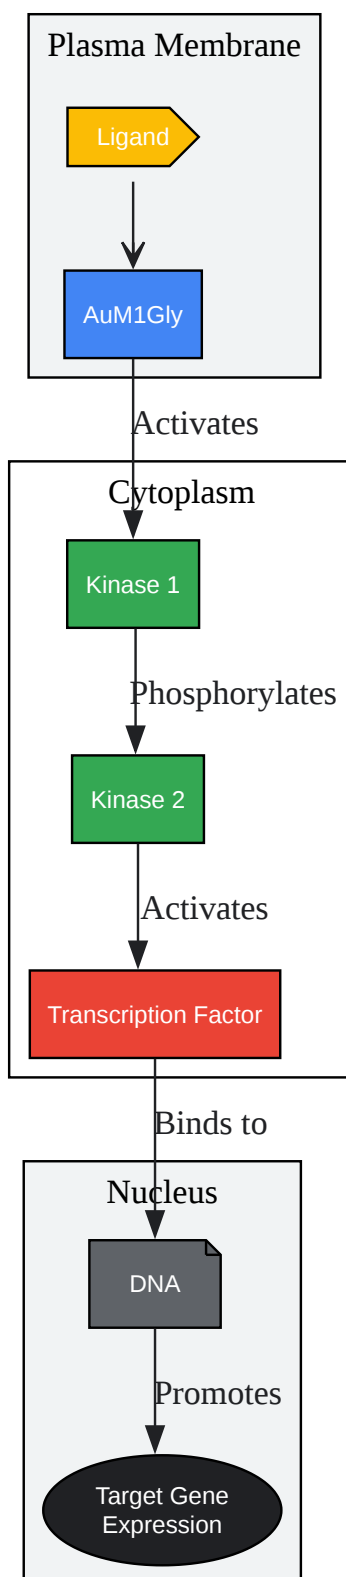 Plasma Membrane
Ligand
AuM1Gly
Activates
Cytoplasm
Kinase 1
Phosphorylates
Kinase 2
Activates
Transcription Factor
Binds to
Nucleus
DNA
Promotes
Target Gene
Expression